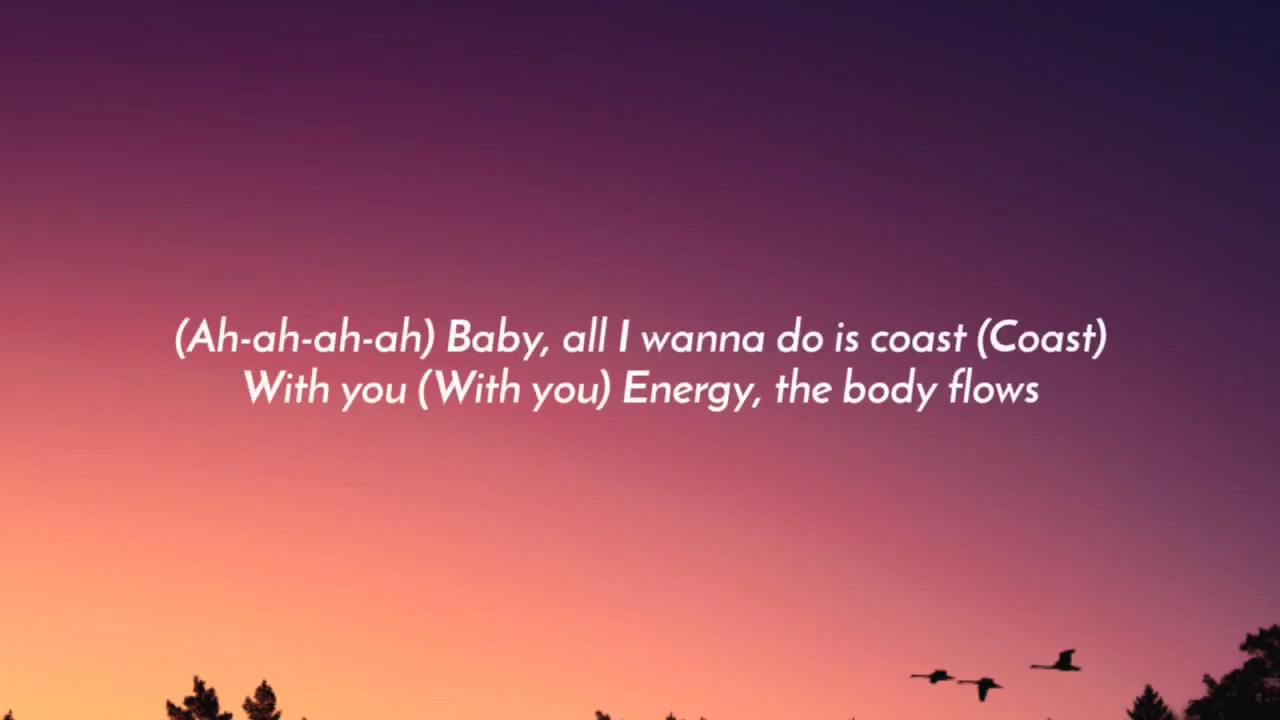 (Ah-ah-ah-ah) Baby, all I wanna do is coast (Coast)
With you (With you) Energy, the body flows